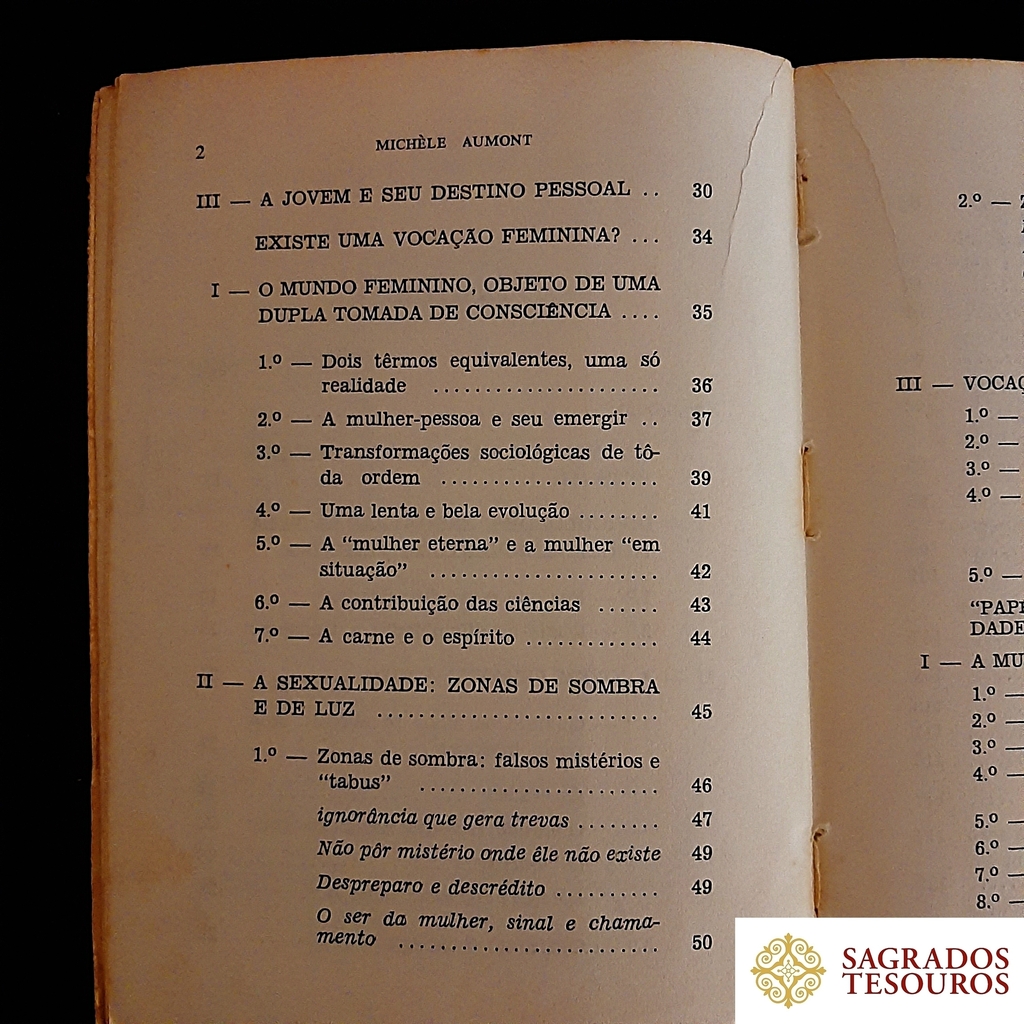 2 MICHÈLE AUMONT
III — A JOVEM E SEU DESTINO PESSOAL .. 30
EXISTE UMA VOCAÇÃO FEMININA? ... 34
I — O MUNDO FEMININO, OBJETO DE UMA
DUPLA TOMADA DE CONSCIÊNCIA .... 35
1.º — Dois têrmos equivalentes, uma só
realidade ...................... 36
2.º — A mulher-pessoa e seu emergir .. 37
3.º — Transformações sociológicas de tô-
da ordem ..................... 39
4.º — Uma lenta e bela evolução ........ 41
5.º — A “mulher eterna” e a mulher “em
situação” ...................... 42
6.º — A contribuição das ciências ...... 43
7.º — A carne e o espírito ............. 44
II — A SEXUALIDADE: ZONAS DE SOMBRA
E DE LUZ ........................... 45
1.º — Zonas de sombra: falsos mistérios e
“tabus” ....................... 46
ignorância que gera trevas ........ 47
Não pôr mistério onde êle não existe 49
Despreparo e descrédito .......... 49
O ser da mulher, sinal e chama-
mento ......................... 50
2.º —
III —
1.º —
2.º —
3.º —
4.º —
5.º —
I — A
1.º —
2.º —
3.º —
4.º —
5.º —
6.º —
7.º —
8.º —
SAGRADOS
TESOUROS